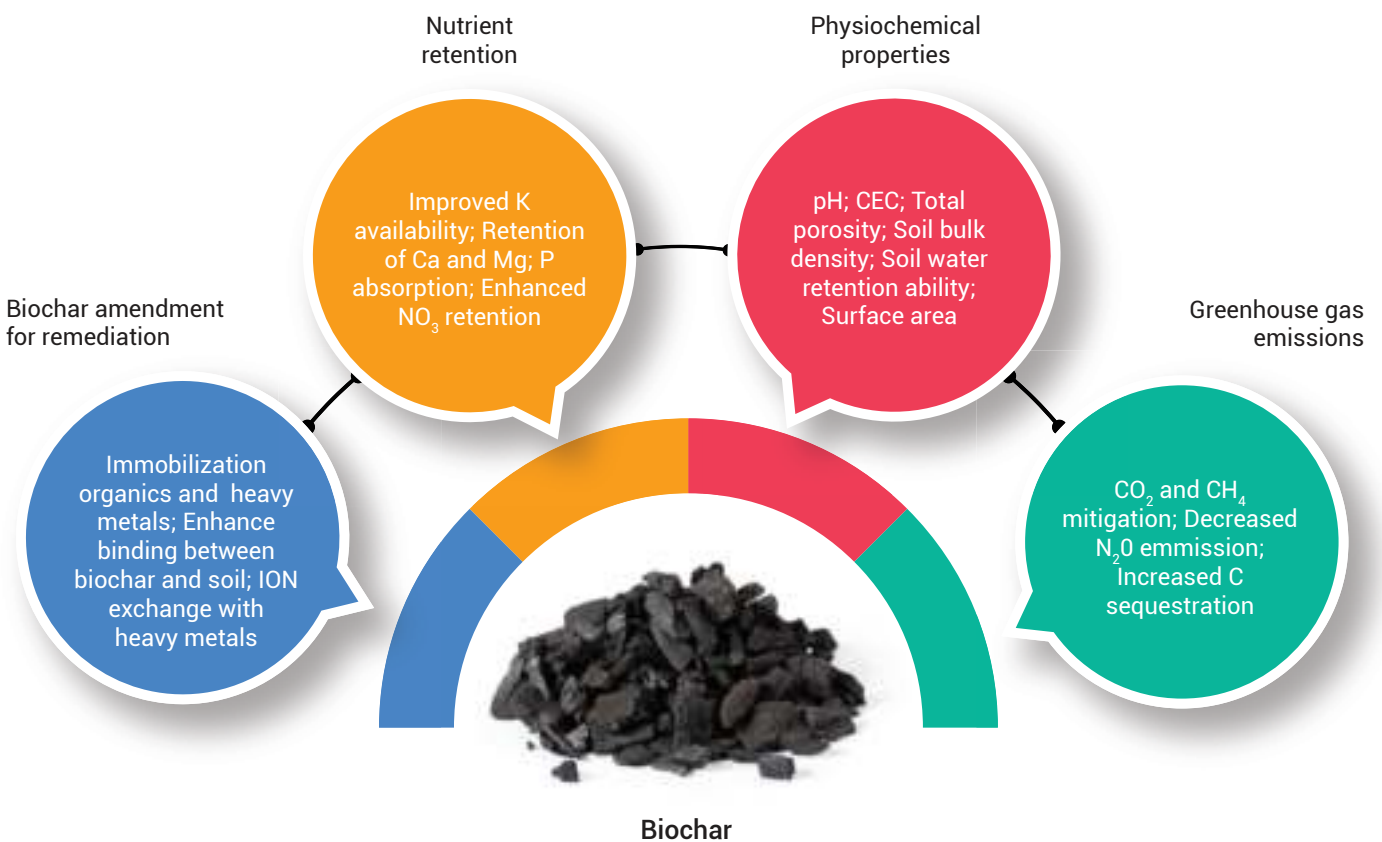 Nutrient
retention
Physiochemical
properties
Improved K
availability; Retention
of Ca and Mg; P
absorption; Enhanced
NO₃ retention
pH; CEC; Total
porosity; Soil bulk
density; Soil water
retention ability;
Surface area
Biochar amendment
for remediation
Greenhouse gas
emissions
Immobilization
organics and heavy
metals; Enhance
binding between
biochar and soil; ION
exchange with
heavy metals
CO₂ and CH₄
mitigation; Decreased
N₂0 emmission;
Increased C
sequestration
Biochar